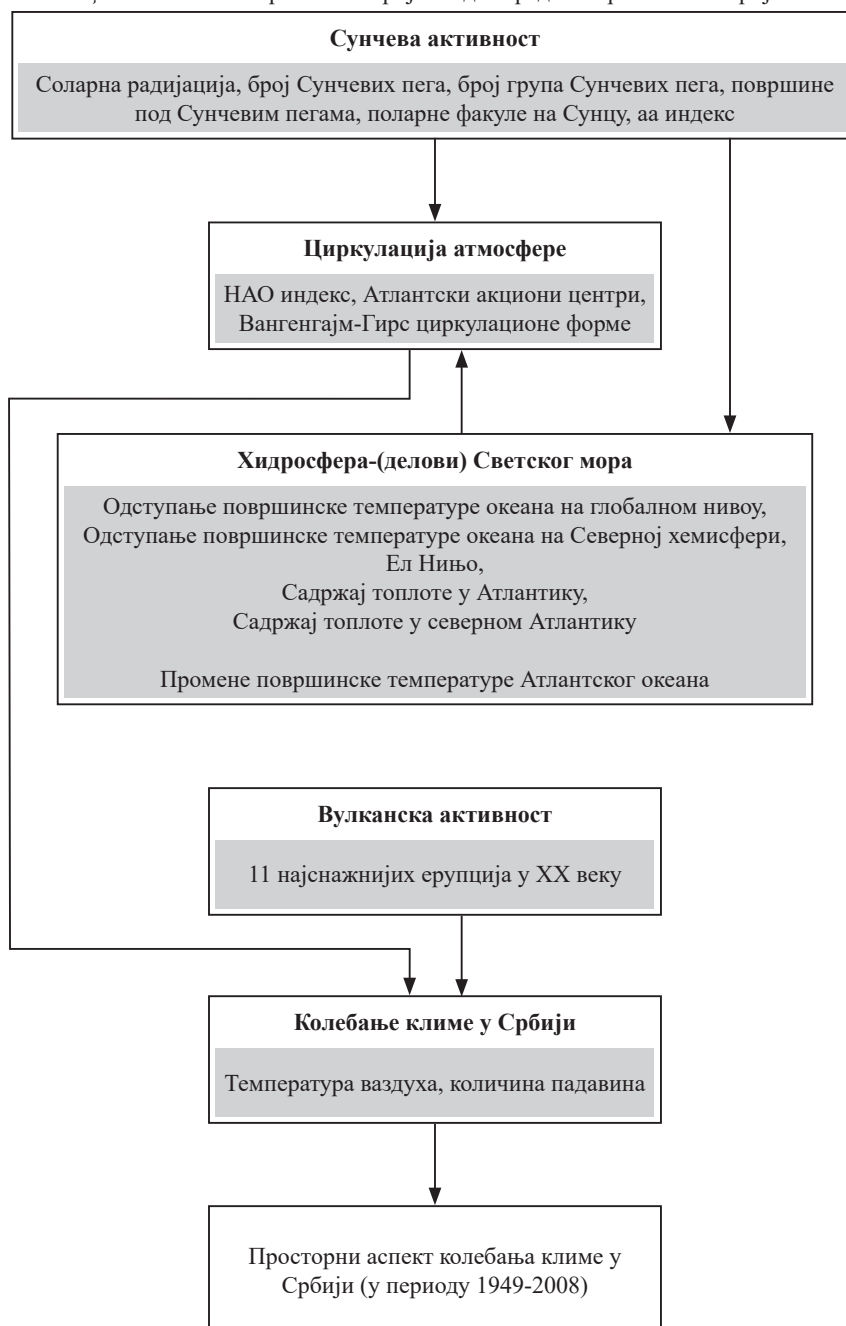 Сунчева активност
Соларна радијација, број Сунчевих пега, број група Сунчевих пега, површине
под Сунчевим пегама, поларне факуле на Сунцу, аа индекс
Циркулација атмосфере
НАО индекс, Атлантски акциони центри,
Вангенгајм-Гирс циркулационе форме
Хидросфера-(делови) Светског мора
Одступање површинске температуре океана на глобалном нивоу,
Одступање површинске температуре океана на Северној хемисфери,
Ел Нињо,
Садржај топлоте у Атлантику,
Садржај топлоте у северном Атлантику
Промене површинске температуре Атлантског океана
Вулканска активност
11 најснажнијих ерупција у XX веку
Колебање климе у Србији
Температура ваздуха, количина падавина
Просторни аспект колебања климе у
Србији (у периоду 1949-2008)